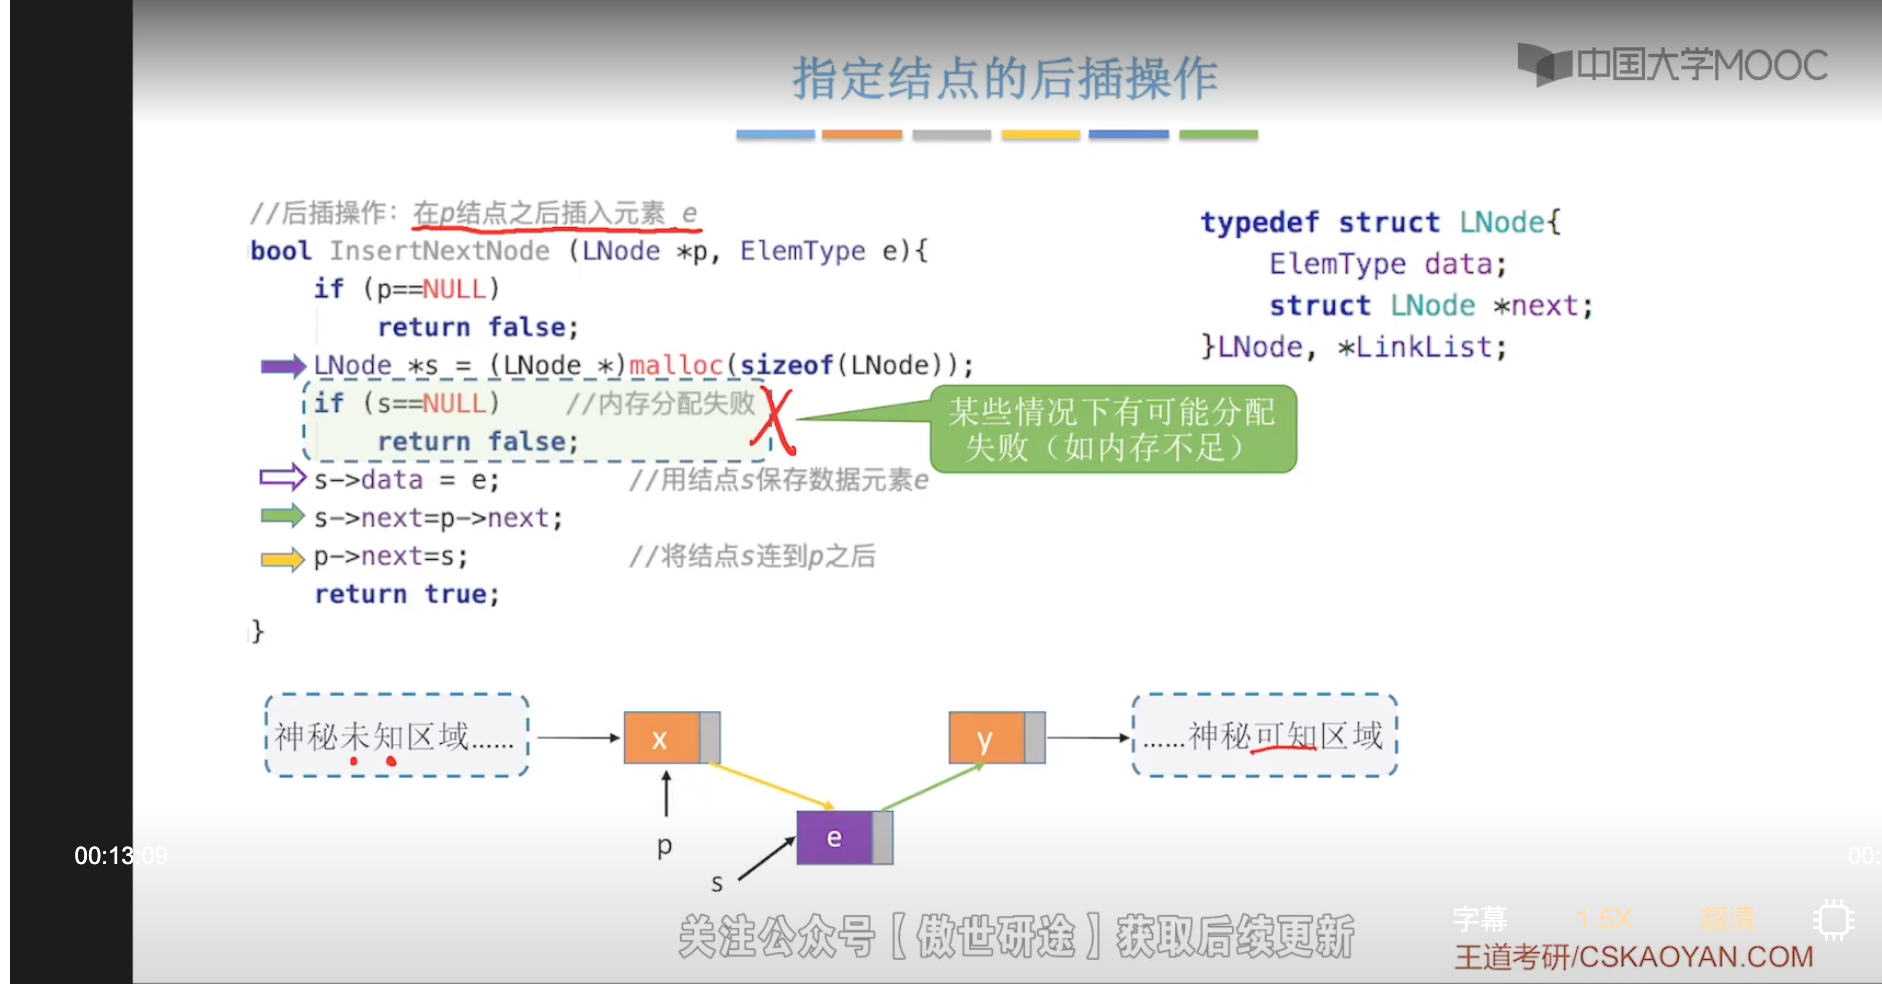 指定结点的后插操作
中国大学MOOC
//后插操作：在p结点之后插入元素 e
bool InsertNextNode (LNode *p, ElemType e){
if (p==NULL)
return false;
LNode *s = (LNode *)malloc(sizeof(LNode));
if (s==NULL) //内存分配失败
return false;
s->data = e; //用结点s保存数据元素e
s->next=p->next;
p->next=s; //将结点s连到p之后
return true;
}
typedef struct LNode{
ElemType data;
struct LNode *next;
}LNode, *LinkList;
某些情况下有可能分配
失败（如内存不足）
神秘未知区域......
x
y
......神秘可知区域
p
e
s
00:13:09
00:
字幕
1.5X
超清
关注公众号【傲世研途】获取后续更新
王道考研/CSKAOYAN.COM